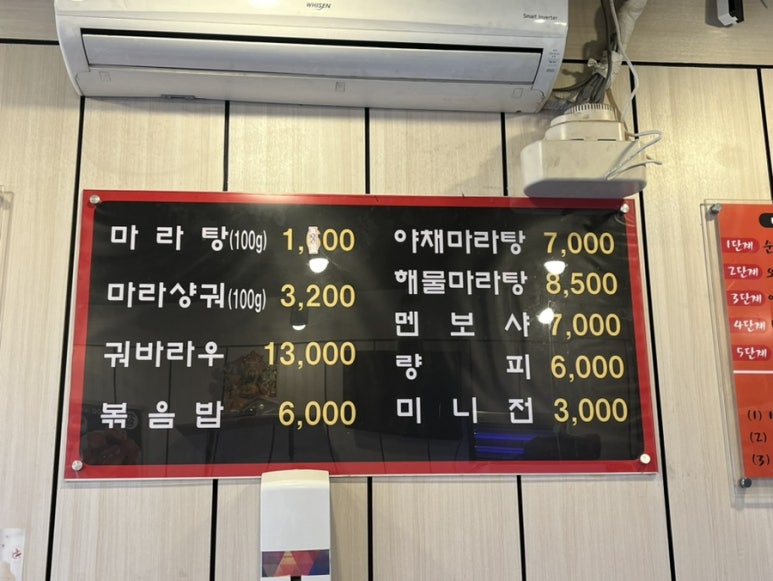 WHISEN
Smart Inverter
마라탕(100g)
야채마라탕 7,000
마라샹궈(100g) 3,200
해물마라탕 8,500
멘보샤 7,000
궈바라우 13,000
량피 6,000
볶음밥 6,000
미니전 3,000
1단계
2단계
3단계
4단계
5단계
(1)
(2)
(3)